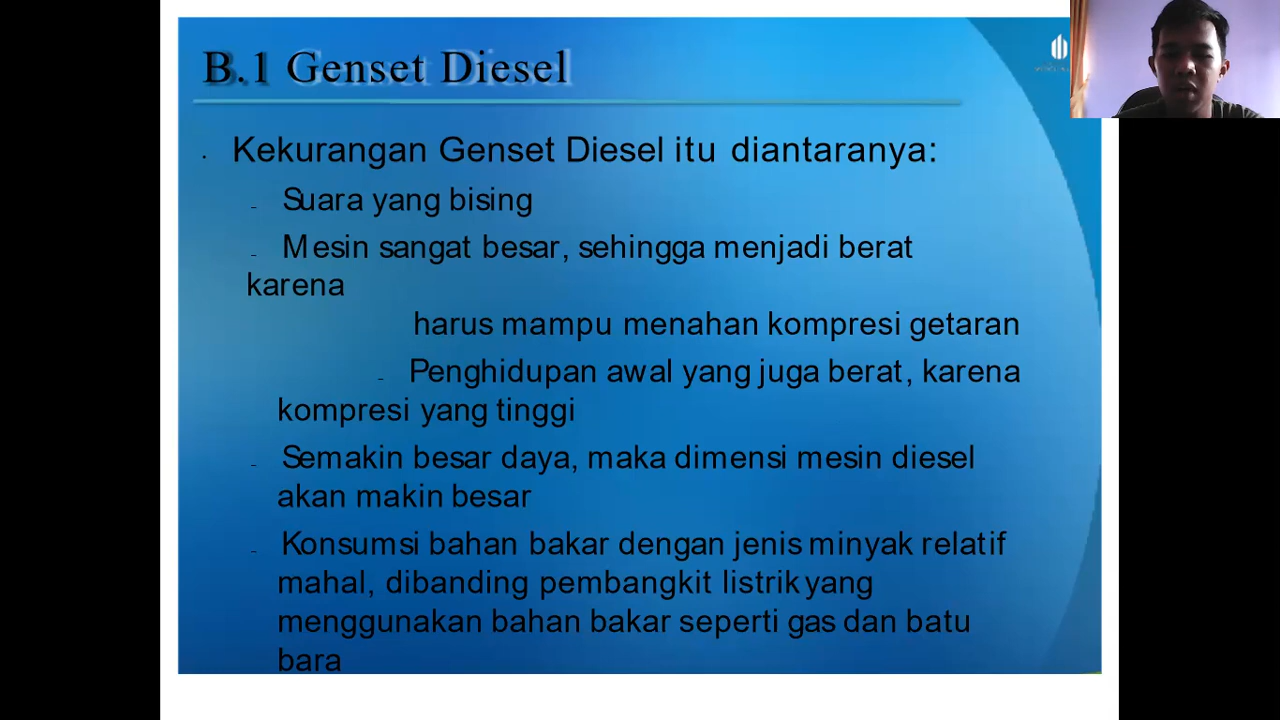 B.1 Genset Diesel
· Kekurangan Genset Diesel itu diantaranya:
– Suara yang bising
– Mesin sangat besar, sehingga menjadi berat
karena
harus mampu menahan kompresi getaran
– Penghidupan awal yang juga berat, karena
kompresi yang tinggi
– Semakin besar daya, maka dimensi mesin diesel
akan makin besar
– Konsumsi bahan bakar dengan jenis minyak relatif
mahal, dibanding pembangkit listrik yang
menggunakan bahan bakar seperti gas dan batu
bara